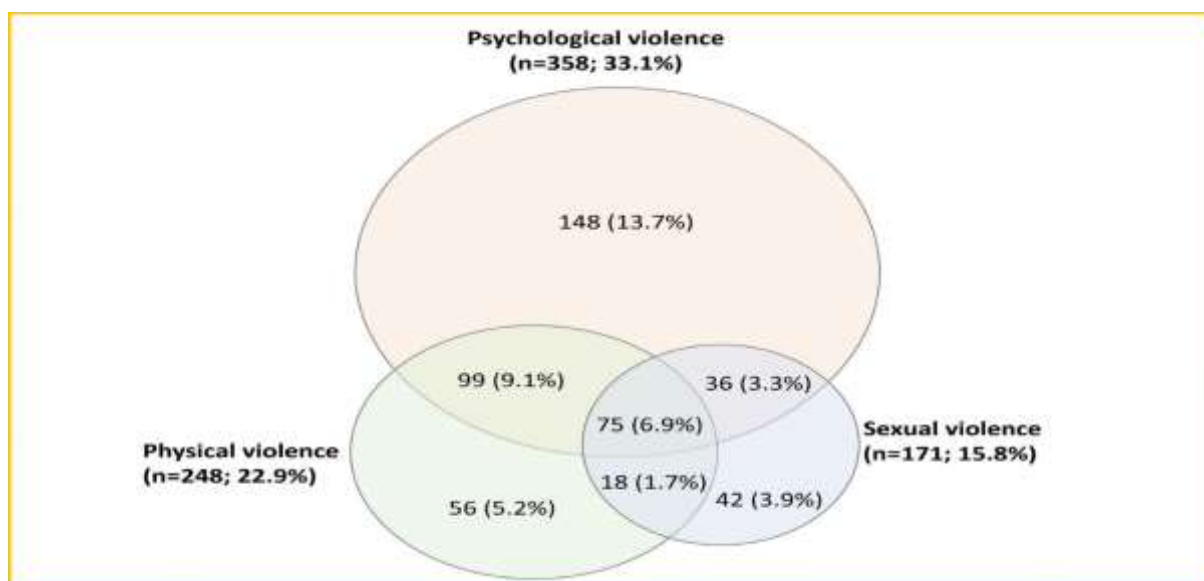 Psychological violence
(n=358; 33.1%)
148 (13.7%)
99 (9.1%)
36 (3.3%)
75 (6.9%)
Physical violence
(n=248; 22.9%)
Sexual violence
(n=171; 15.8%)
18 (1.7%)
56 (5.2%)
42 (3.9%)